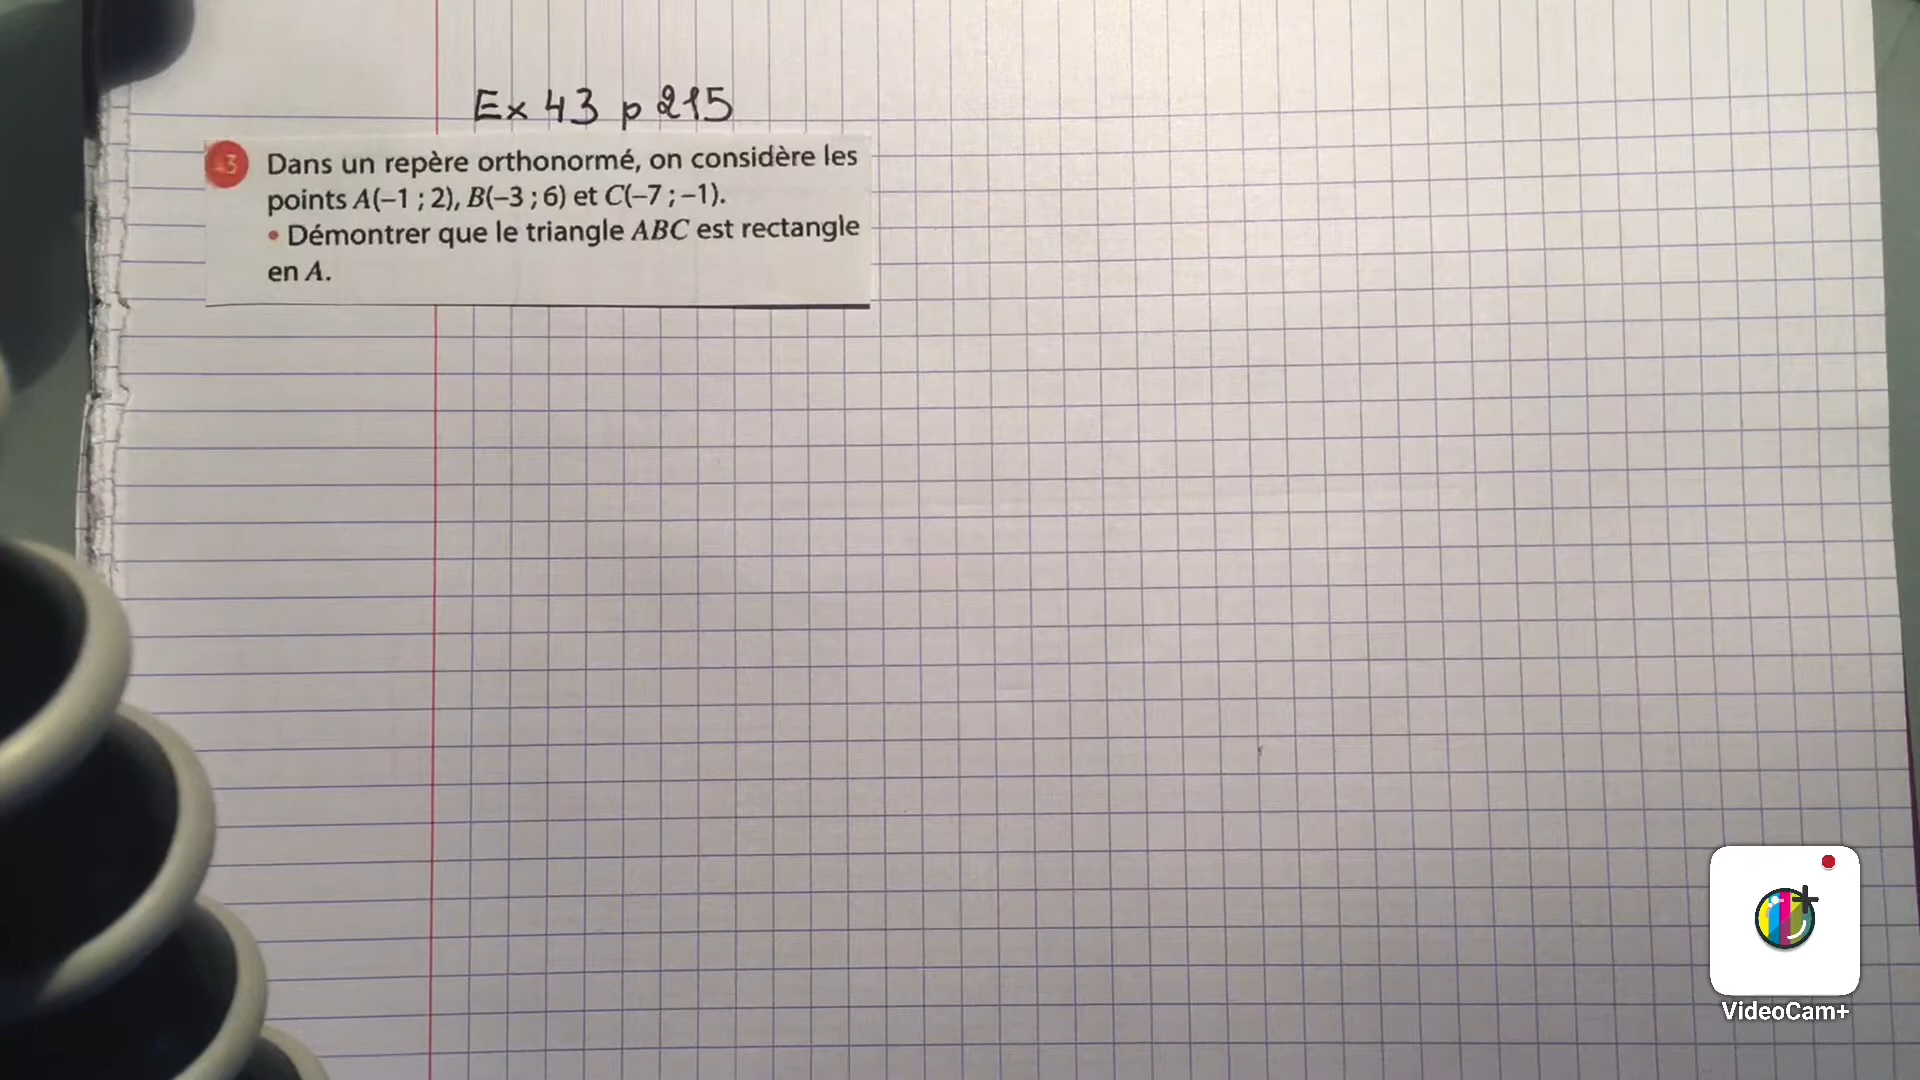 Ex 43 p 215
43 Dans un repère orthonormé, on considère les
points A(–1 ; 2), B(–3 ; 6) et C(–7 ; –1).
• Démontrer que le triangle ABC est rectangle
en A.
VideoCam+